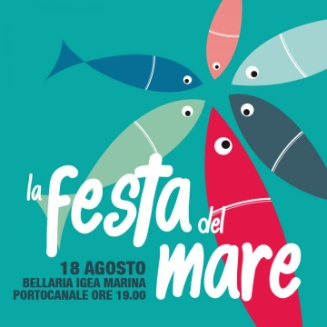 la festa del
mare
18 AGOSTO
BELLARIA IGEA MARINA
PORTOCANALE ORE 19.00